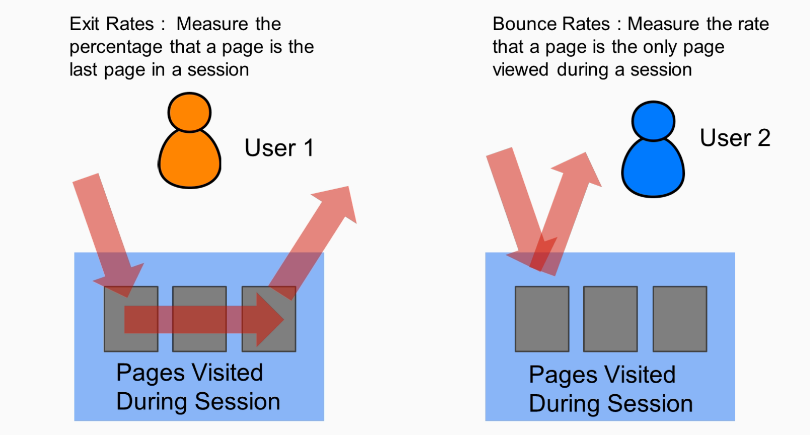 Exit Rates : Measure the
percentage that a page is the
last page in a session
User 1
Pages Visited
During Session
Bounce Rates : Measure the rate
that a page is the only page
viewed during a session
User 2
Pages Visited
During Session